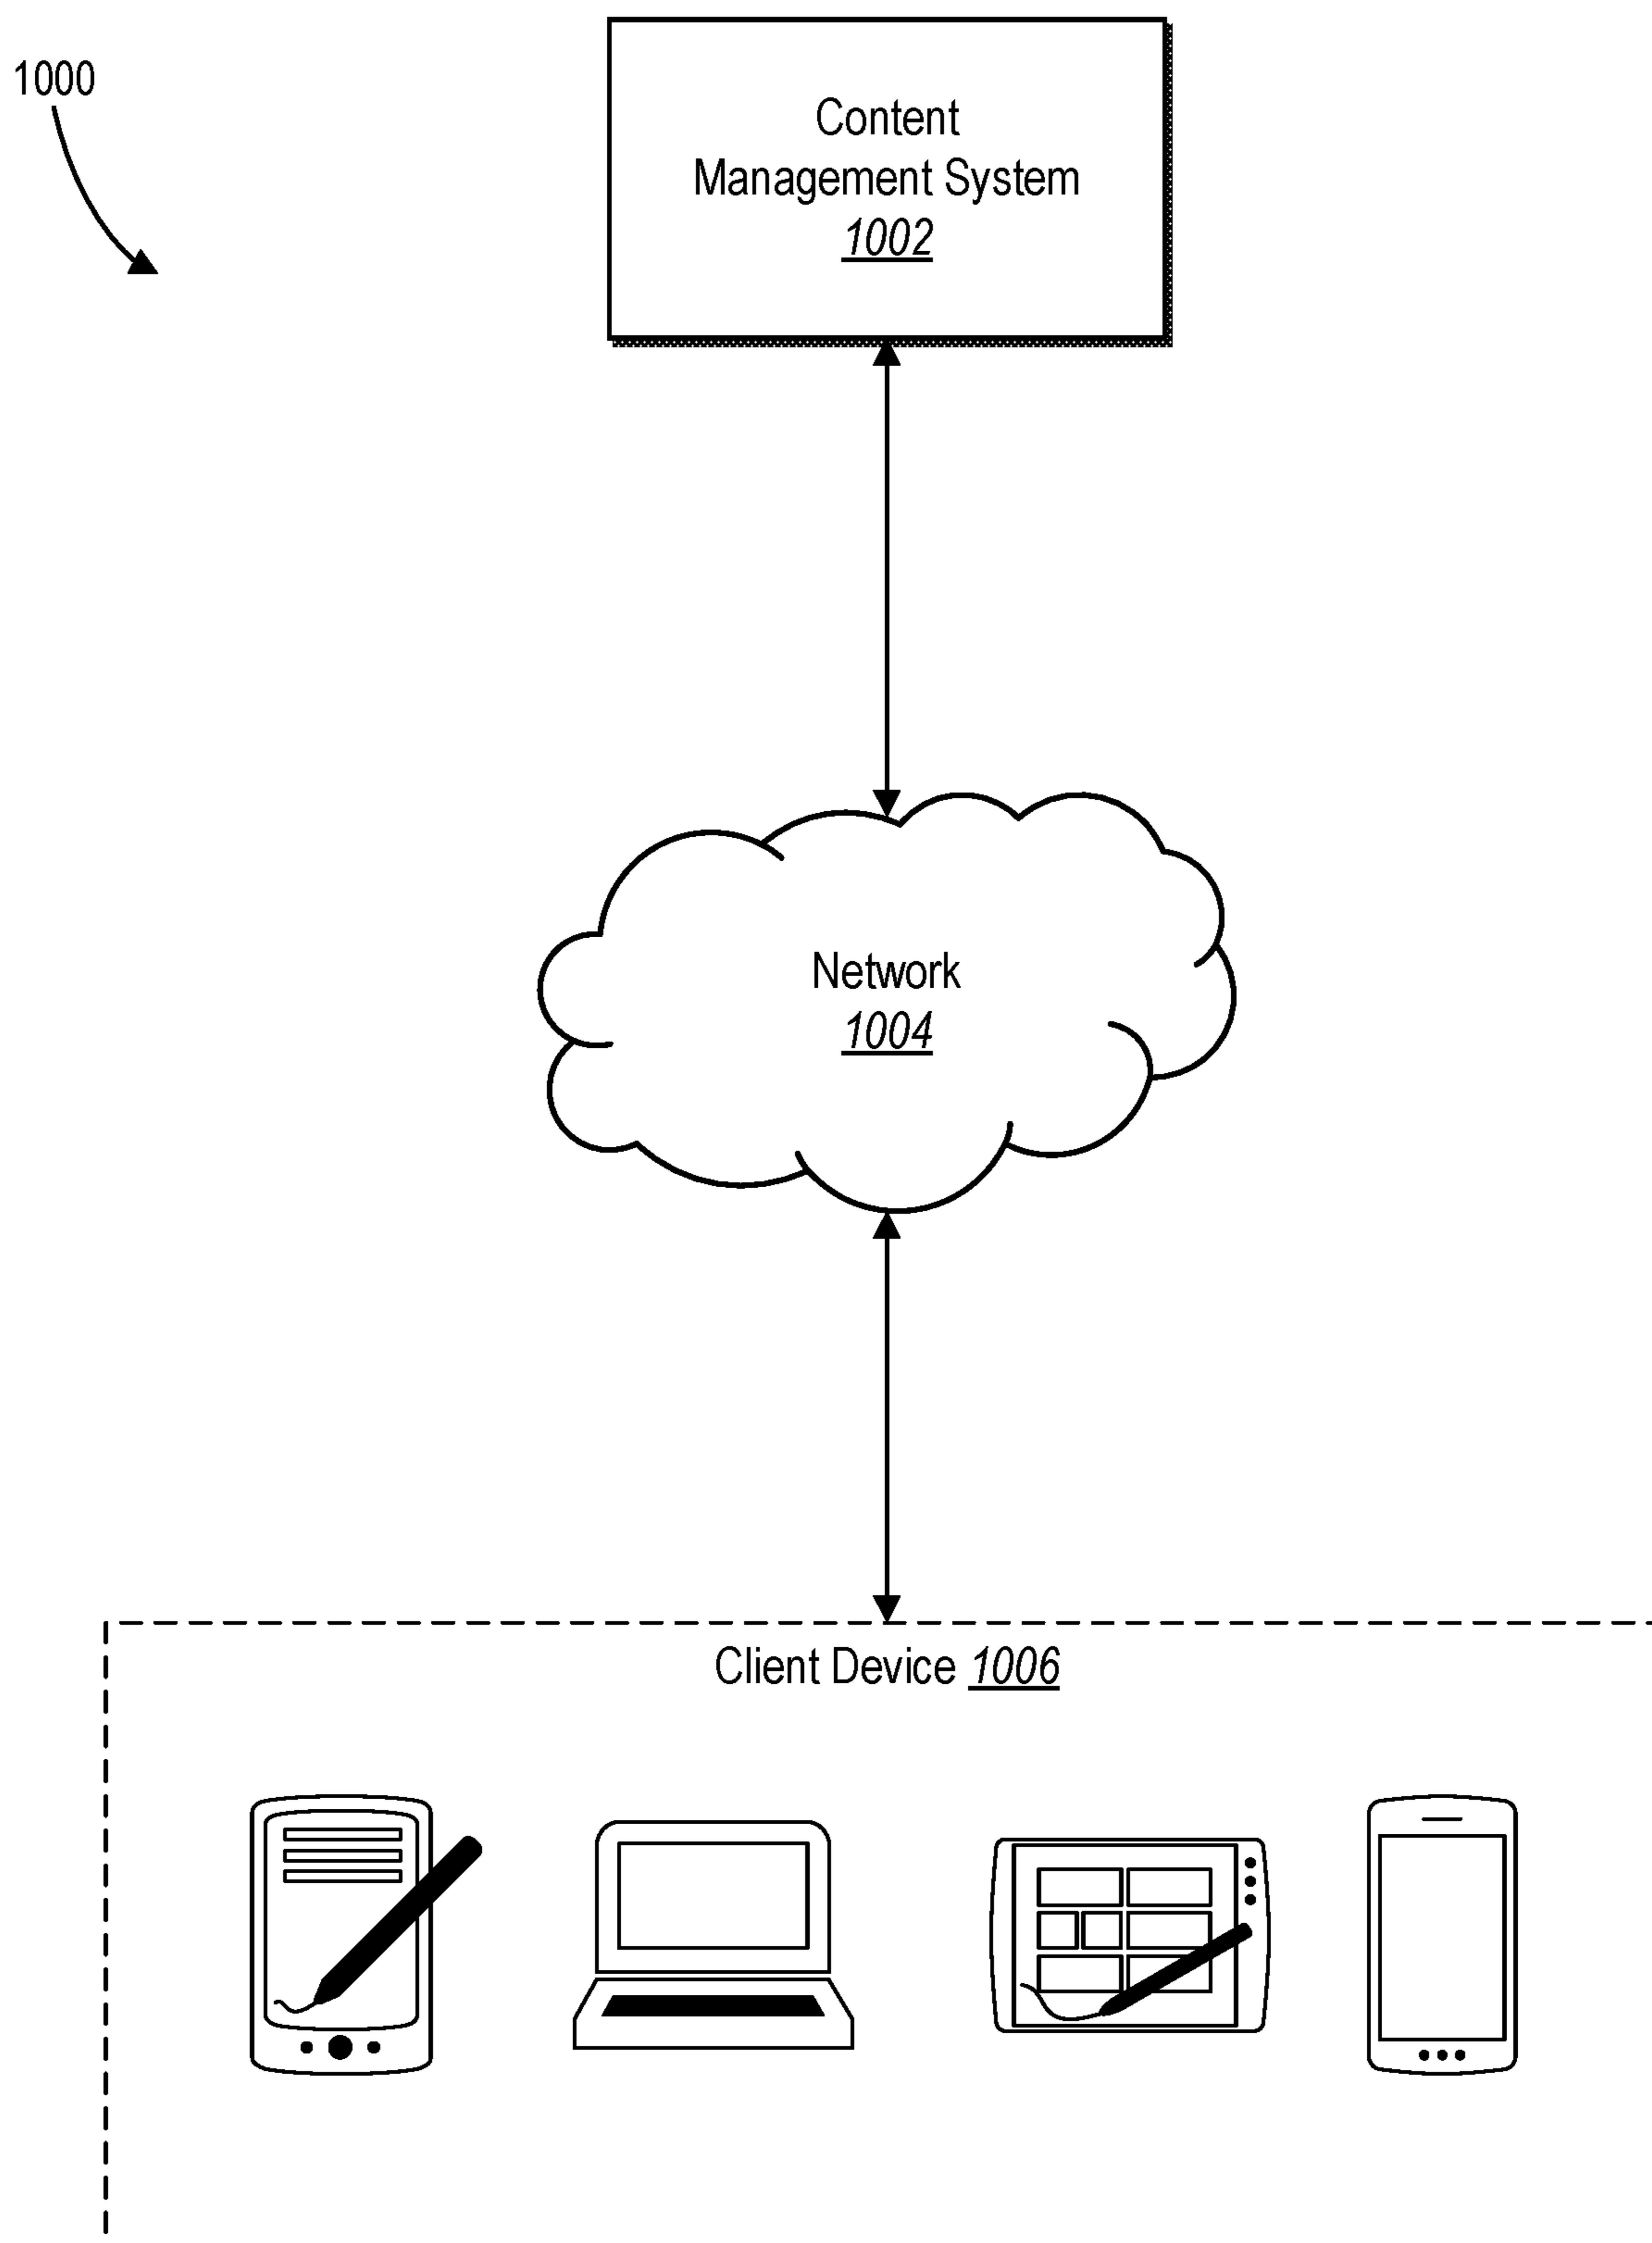 1000
Content
Management System
1002
Network
1004
Client Device 1006